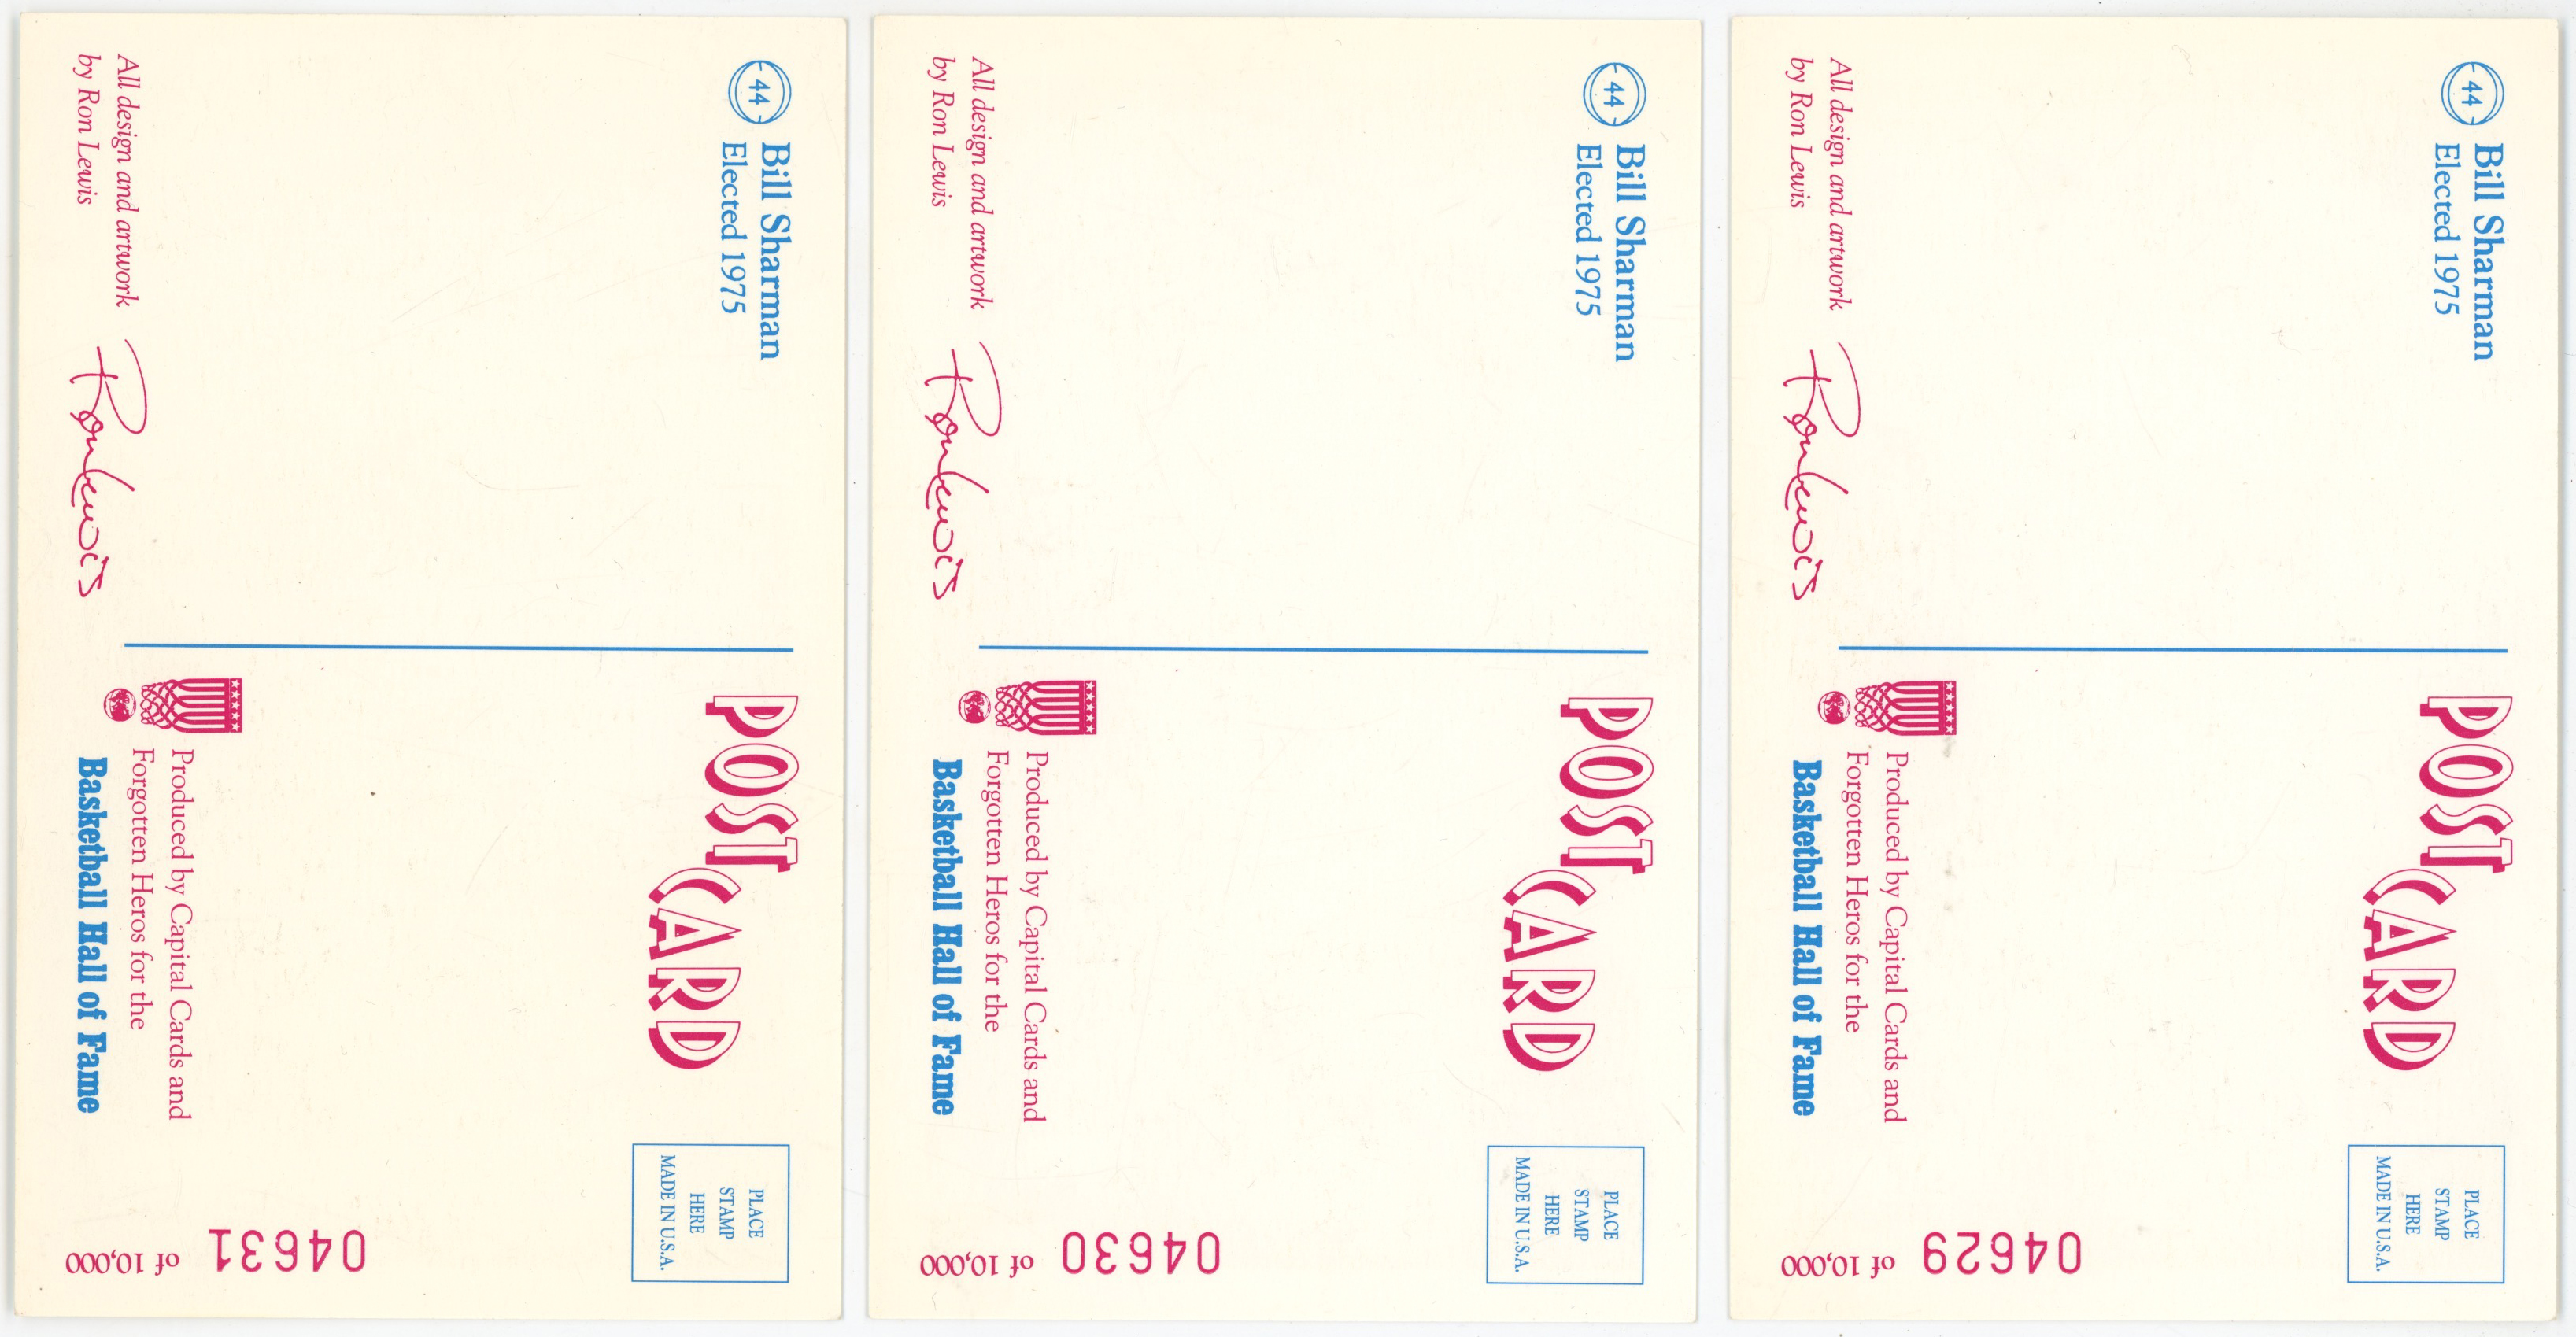 44
Bill Sharman
Elected 1975
All design and artwork
by Ron Lewis
Ron Lewis
POST CARD
PLACE
STAMP
HERE
MADE IN U.S.A.
Produced by Capital Cards and
Forgotten Heros for the
Basketball Hall of Fame
04631 of 10,000
44
Bill Sharman
Elected 1975
All design and artwork
by Ron Lewis
Ron Lewis
POST CARD
PLACE
STAMP
HERE
MADE IN U.S.A.
Produced by Capital Cards and
Forgotten Heros for the
Basketball Hall of Fame
04630 of 10,000
44
Bill Sharman
Elected 1975
All design and artwork
by Ron Lewis
Ron Lewis
POST CARD
PLACE
STAMP
HERE
MADE IN U.S.A.
Produced by Capital Cards and
Forgotten Heros for the
Basketball Hall of Fame
04629 of 10,000